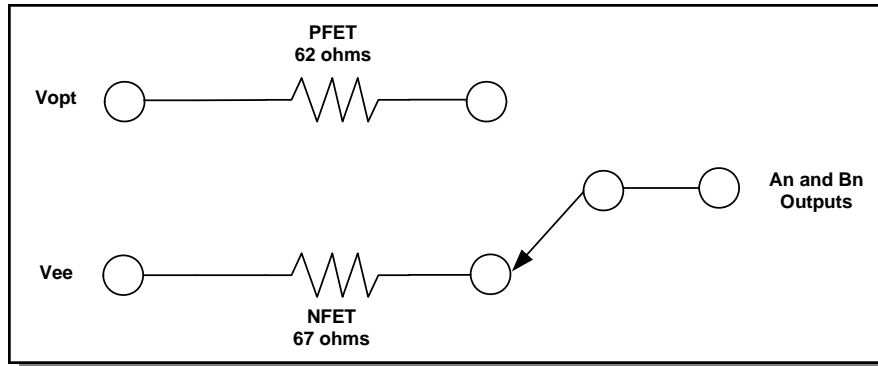 PFET
62 ohms
Vopt
An and Bn
Outputs
Vee
NFET
67 ohms